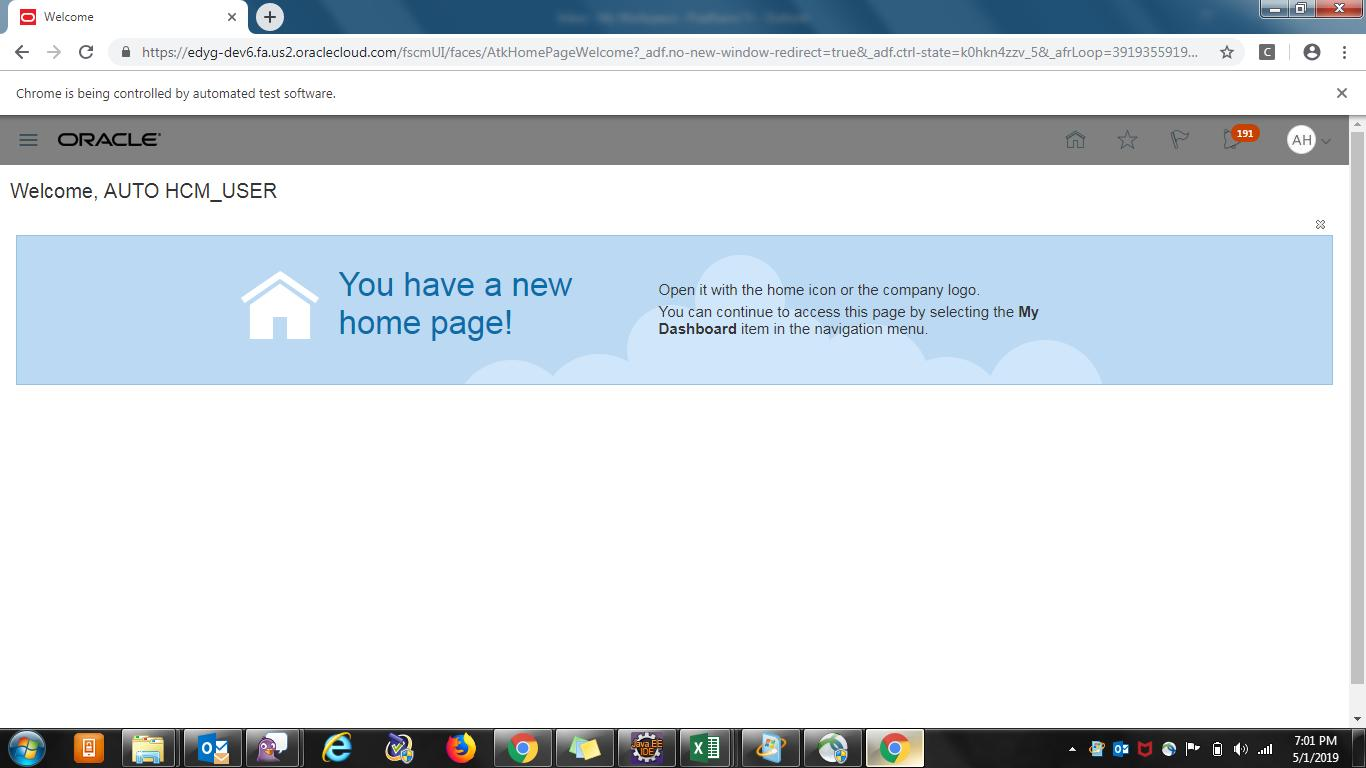 Welcome
https://edyg-dev6.fa.us2.oraclecloud.com/fscmUI/faces/AtkHomePageWelcome?_adf.no-new-window-redirect=true&_adf.ctrl-state=k0hkn4zzv_5&_afrLoop=3919355919...
C
Chrome is being controlled by automated test software.
ORACLE
191
AH
Welcome, AUTO HCM_USER
You have a new
home page!
Open it with the home icon or the company logo.
You can continue to access this page by selecting the My
Dashboard item in the navigation menu.
Java EE
IDE
7:01 PM
5/1/2019